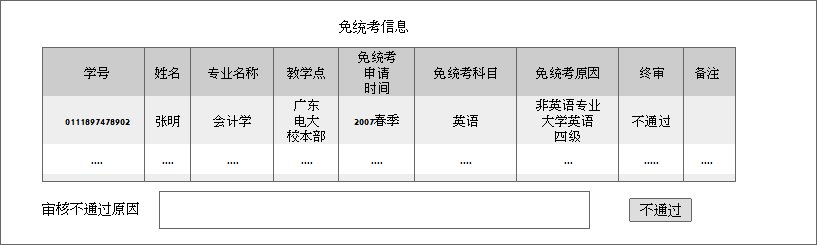 免统考信息
学号 姓名 专业名称 教学点 免统考申请时间 免统考科目 免统考原因 终审 备注
0111897478902 张明 会计学 广东电大校本部 2007春季 英语 非英语专业大学英语四级 不通过
.... .... .... .... .... .... ... ..... ....
审核不通过原因 不通过